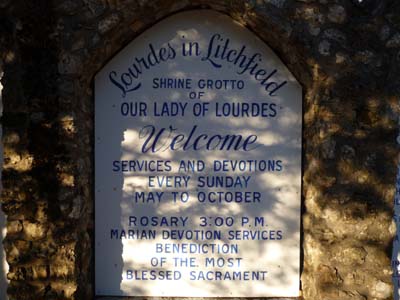 Lourdes in Litchfield
SHRINE GROTTO
OF
OUR LADY OF LOURDES
Welcome
SERVICES AND DEVOTIONS
EVERY SUNDAY
MAY TO OCTOBER
ROSARY 3:00 P.M.
MARIAN DEVOTION SERVICES
BENEDICTION
OF THE MOST
BLESSED SACRAMENT